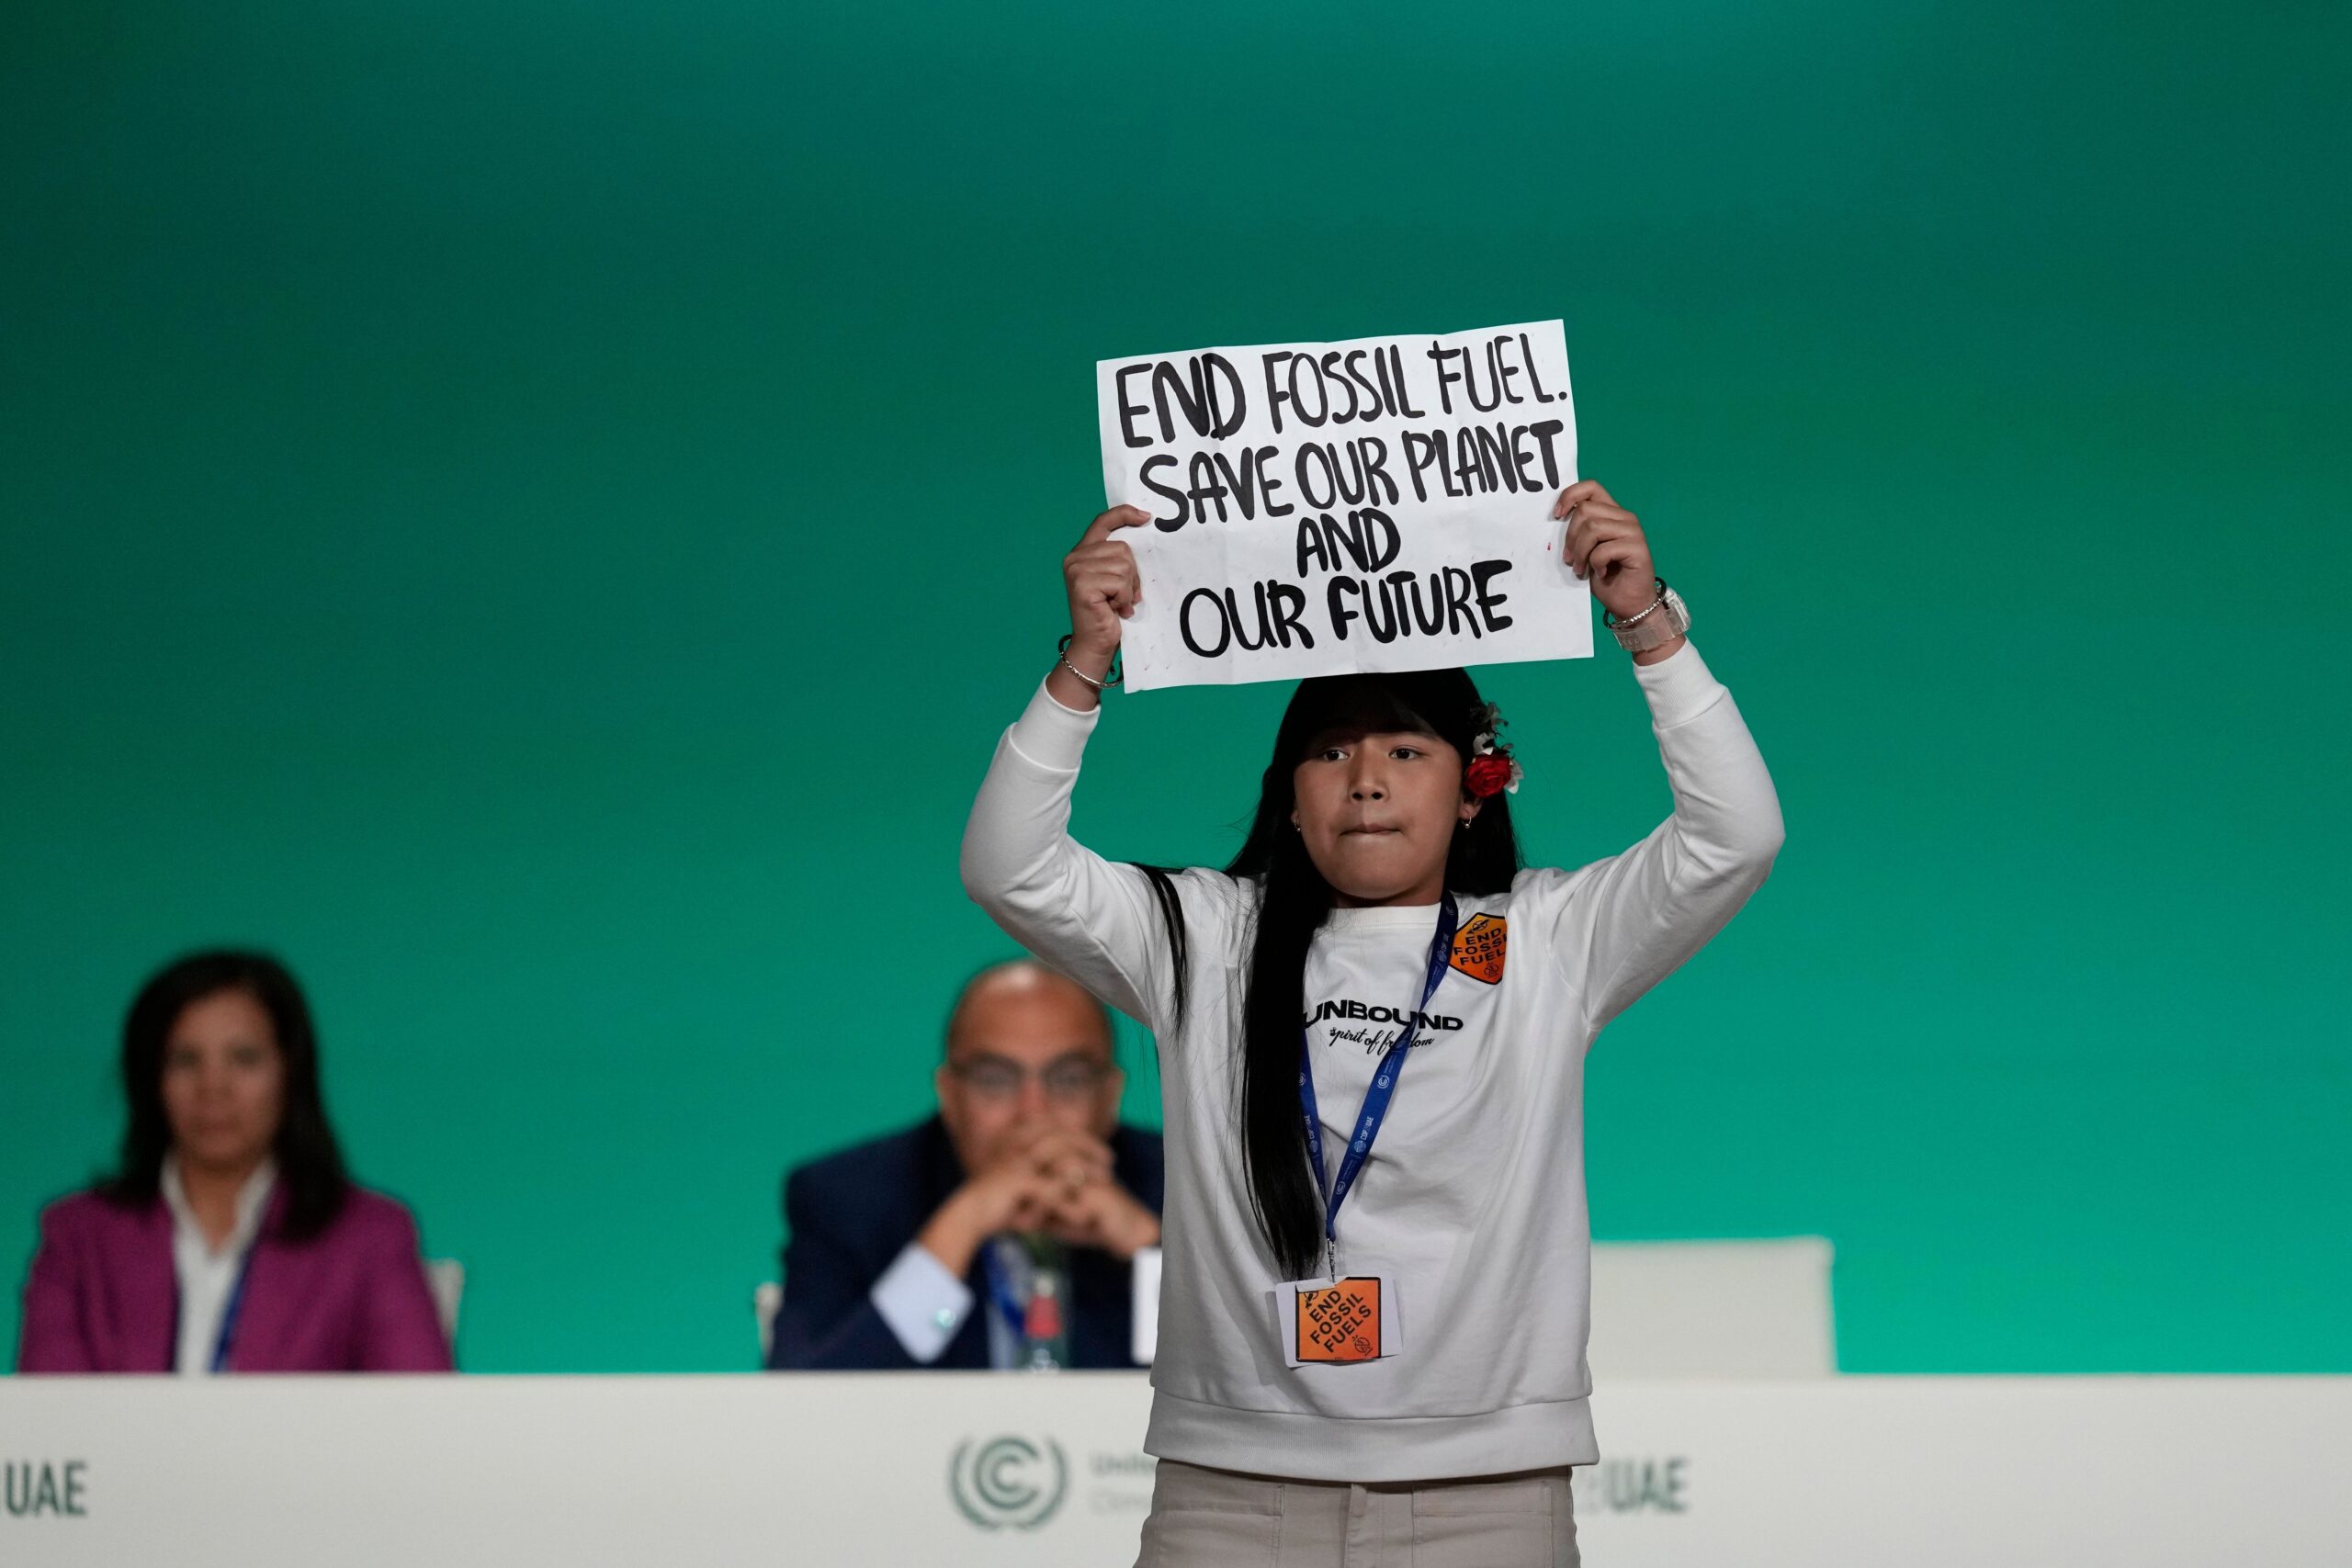 END FOSSIL FUEL.
SAVE OUR PLANET
AND
OUR FUTURE
END
FOSSI
FUEL
UNBOUND
spirit of freedom
END
FOSSIL
FUELS
UAE
UAE